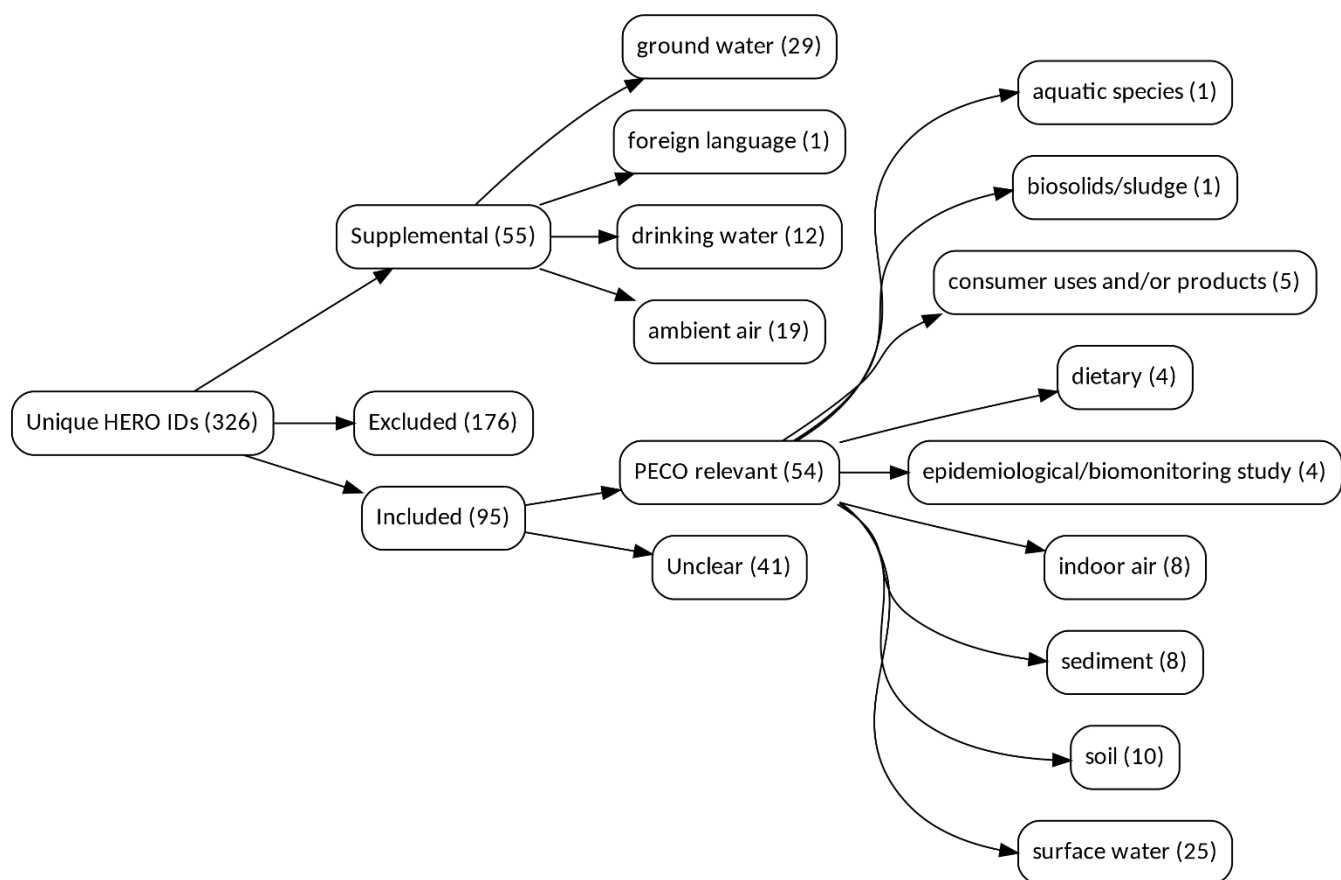 Unique HERO IDs (326)
Supplemental (55)
Excluded (176)
Included (95)
ground water (29)
foreign language (1)
drinking water (12)
ambient air (19)
PECO relevant (54)
Unclear (41)
aquatic species (1)
biosolids/sludge (1)
consumer uses and/or products (5)
dietary (4)
epidemiological/biomonitoring study (4)
indoor air (8)
sediment (8)
soil (10)
surface water (25)